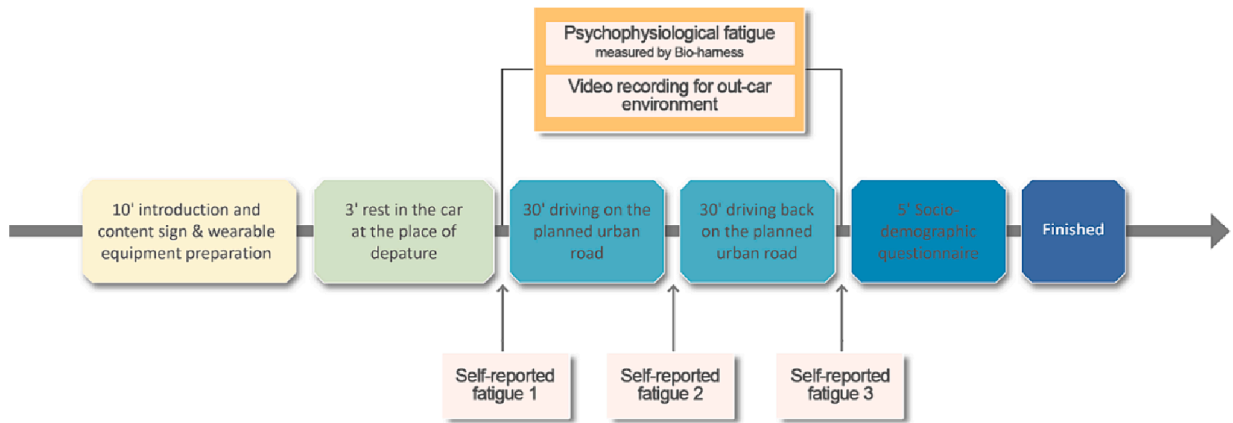 Psychophysiological fatigue
measured by Bio-harness
Video recording for out-car
environment
10' introduction and
content sign & wearable
equipment preparation
3' rest in the car
at the place of
depature
30' driving on the
planned urban
road
30' driving back
on the planned
urban road
5' Socio-
demographic
questionnaire
Finished
Self-reported
fatigue 1
Self-reported
fatigue 2
Self-reported
fatigue 3